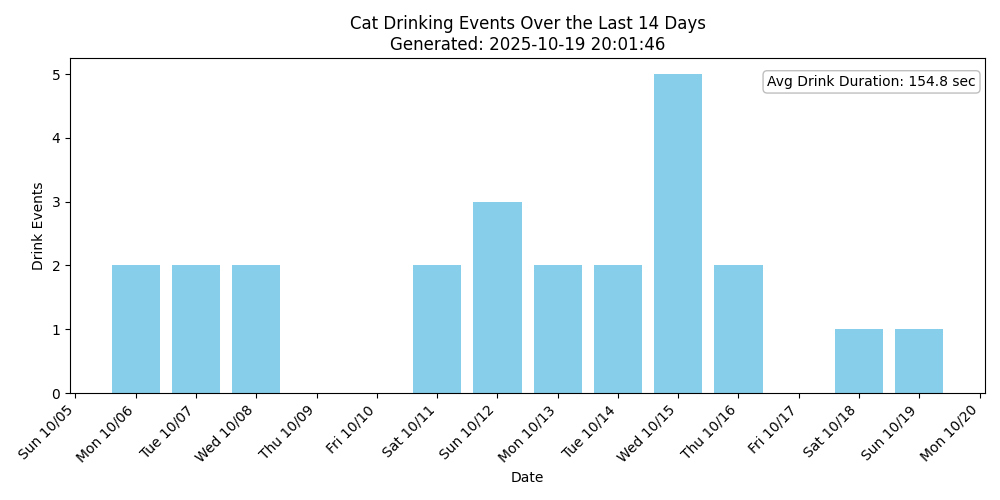 Cat Drinking Events Over the Last 14 Days
Generated: 2025-10-19 20:01:46
Avg Drink Duration: 154.8 sec
Drink Events
5
4
3
2
1
0
Sun 10/05
Mon 10/06
Tue 10/07
Wed 10/08
Thu 10/09
Fri 10/10
Sat 10/11
Sun 10/12
Mon 10/13
Tue 10/14
Wed 10/15
Thu 10/16
Fri 10/17
Sat 10/18
Sun 10/19
Mon 10/20
Date